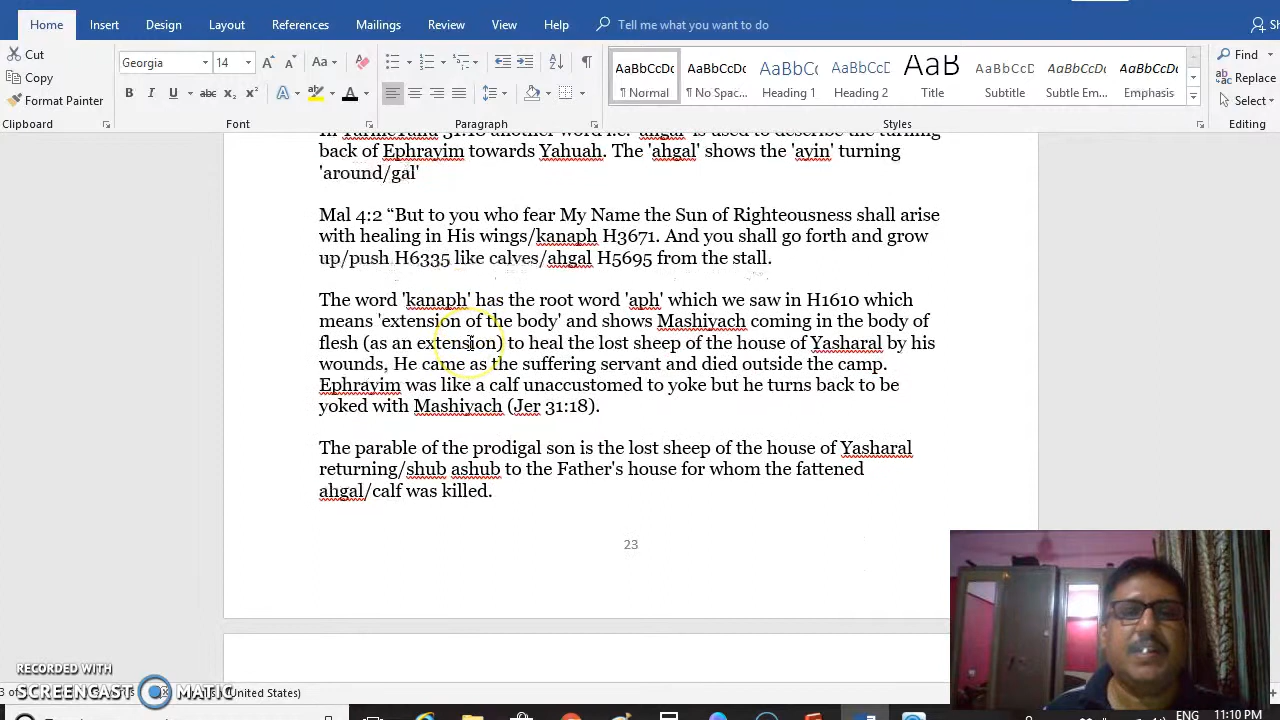 Home Insert Design Layout References Mailings Review View Help Tell me what you want to do
Cut
Copy
Format Painter
Clipboard
Georgia 14
Font
Paragraph
AaBbCcDc AaBbCcDc AaBbCcD AaBbCcD AaB AaBbCcD AaBbCcD AaBbCcD
¶ Normal ¶ No Spac... Heading 1 Heading 2 Title Subtitle Subtle Em... Emphasis
Styles
Find
Replace
Select
Editing
back of Ephrayim towards Yahuah. The 'ahgal' shows the 'ayin' turning
'around/gal'
Mal 4:2 “But to you who fear My Name the Sun of Righteousness shall arise
with healing in His wings/kanaph H3671. And you shall go forth and grow
up/push H6335 like calves/ahgal H5695 from the stall.
The word 'kanaph' has the root word 'aph' which we saw in H1610 which
means 'extension of the body' and shows Mashiyach coming in the body of
flesh (as an extension) to heal the lost sheep of the house of Yasharal by his
wounds, He came as the suffering servant and died outside the camp.
Ephrayim was like a calf unaccustomed to yoke but he turns back to be
yoked with Mashiyach (Jer 31:18).
The parable of the prodigal son is the lost sheep of the house of Yasharal
returning/shub ashub to the Father's house for whom the fattened
ahgal/calf was killed.
23
RECORDED WITH
SCREENCAST MATIC
(United States)
ENG
11:10 PM